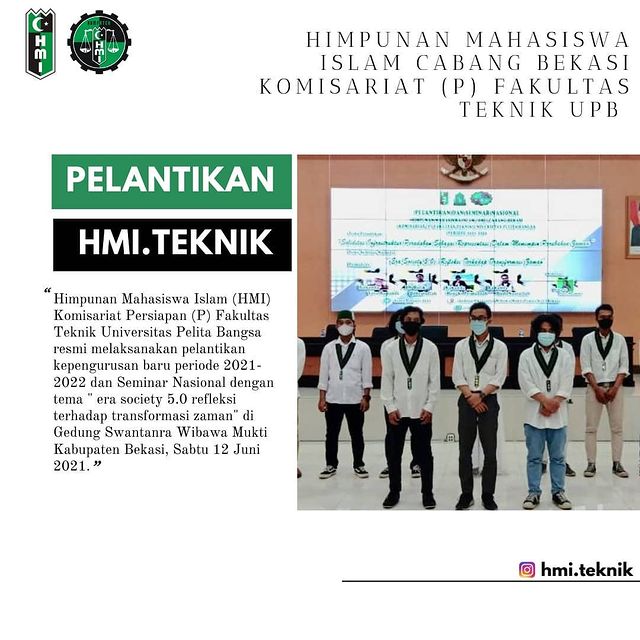 HMI
HMI
HIMPUNAN MAHASISWA
ISLAM CABANG BEKASI
KOMISARIAT (P) FAKULTAS
TEKNIK UPB
PELANTIKAN
HMI.TEKNIK
“ Himpunan Mahasiswa Islam (HMI)
Komisariat Persiapan (P) Fakultas
Teknik Universitas Pelita Bangsa
resmi melaksanakan pelantikan
kepengurusan baru periode 2021-
2022 dan Seminar Nasional dengan
tema " era society 5.0 refleksi
terhadap transformasi zaman" di
Gedung Swantanra Wibawa Mukti
Kabupaten Bekasi, Sabtu 12 Juni
2021. ”
PELANTIKAN DAN SEMINAR NASIONAL
hmi.teknik